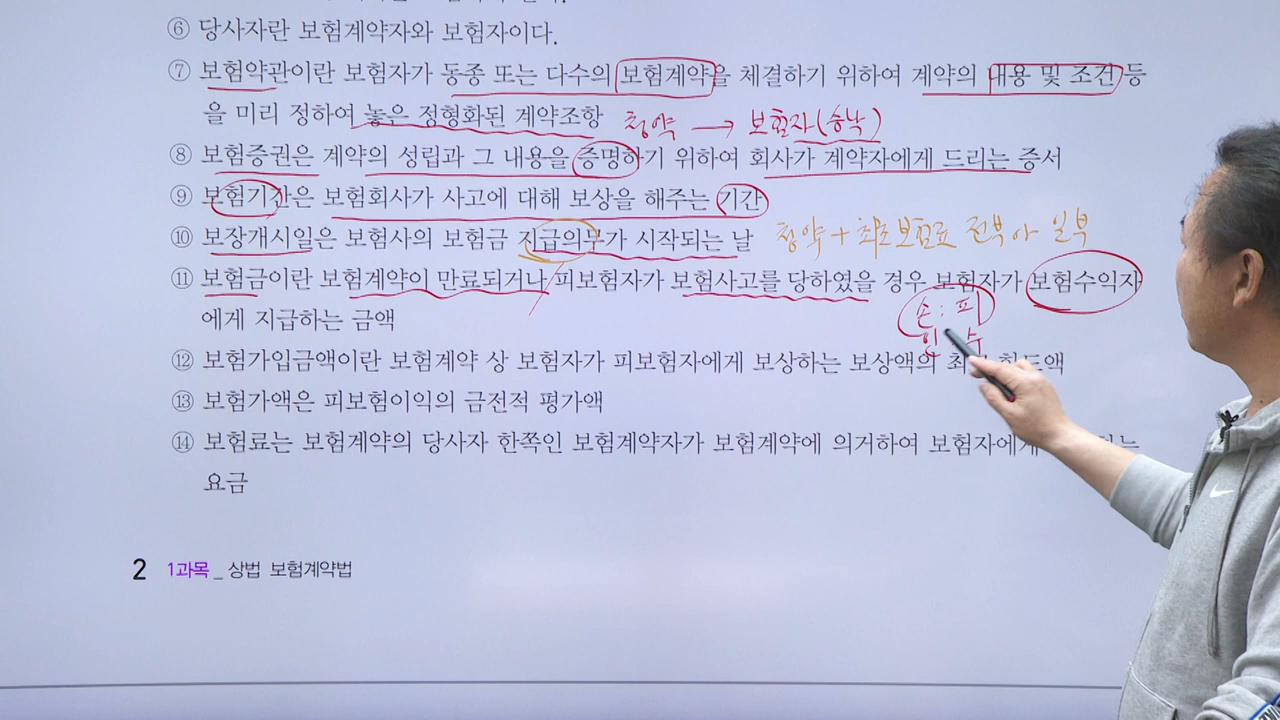 ⑥ 당사자란 보험계약자와 보험자이다.
⑦ 보험약관이란 보험자가 동종 또는 다수의 보험계약을 체결하기 위하여 계약의 내용 및 조건 등
을 미리 정하여 놓은 정형화된 계약조항
청약 → 보험자(승낙)
⑧ 보험증권은 계약의 성립과 그 내용을 증명하기 위하여 회사가 계약자에게 드리는 증서
⑨ 보험기간은 보험회사가 사고에 대해 보상을 해주는 기간
⑩ 보장개시일은 보험사의 보험금 지급의무가 시작되는 날
청약 + 최초보험료 전부 or 일부
⑪ 보험금이란 보험계약이 만료되거나 피보험자가 보험사고를 당하였을 경우 보험자가 보험수익자
에게 지급하는 금액
손 : 피
인 수
⑫ 보험가입금액이란 보험계약 상 보험자가 피보험자에게 보상하는 보상액의 최 한도액
⑬ 보험가액은 피보험이익의 금전적 평가액
⑭ 보험료는 보험계약의 당사자 한쪽인 보험계약자가 보험계약에 의거하여 보험자에게 는
요금
2 1과목 _ 상법 보험계약법